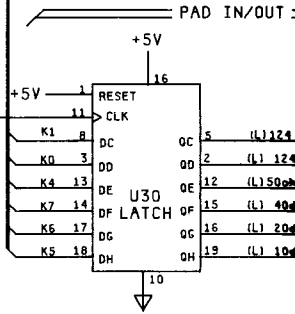 PAD IN/OUT
+5V
16
+5V 1 RESET
11 CLK
K1 8 DC QC 5 (L)124
K0 3 DD QD 2 (L) 124
K4 13 DE QE 12 (L)50
K7 14 DF QF 15 (L) 40
K6 17 DG QG 16 (L) 20
K5 18 DH QH 19 (L) 10
U30
LATCH
10